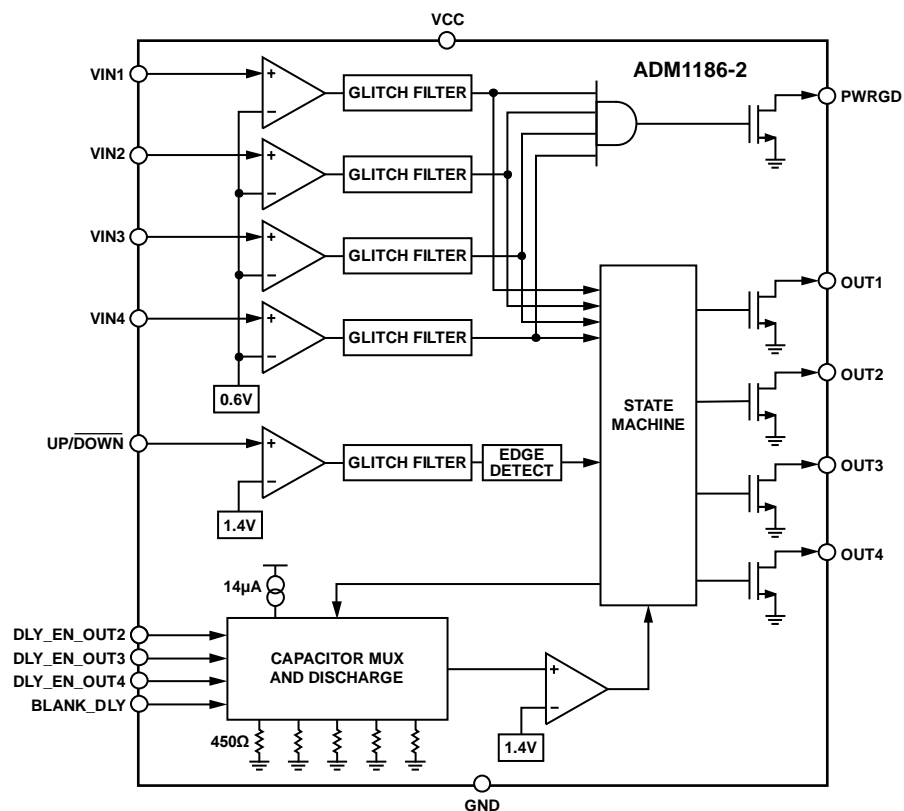 VCC
ADM1186-2
VIN1
+
−
GLITCH FILTER
PWRGD
VIN2
+
−
GLITCH FILTER
VIN3
+
−
GLITCH FILTER
OUT1
VIN4
+
−
GLITCH FILTER
0.6V
OUT2
STATE
MACHINE
UP/DOWN
+
−
GLITCH FILTER
EDGE
DETECT
OUT3
1.4V
OUT4
14µA
DLY_EN_OUT2
DLY_EN_OUT3
DLY_EN_OUT4
BLANK_DLY
CAPACITOR MUX
AND DISCHARGE
+
−
450Ω
1.4V
GND